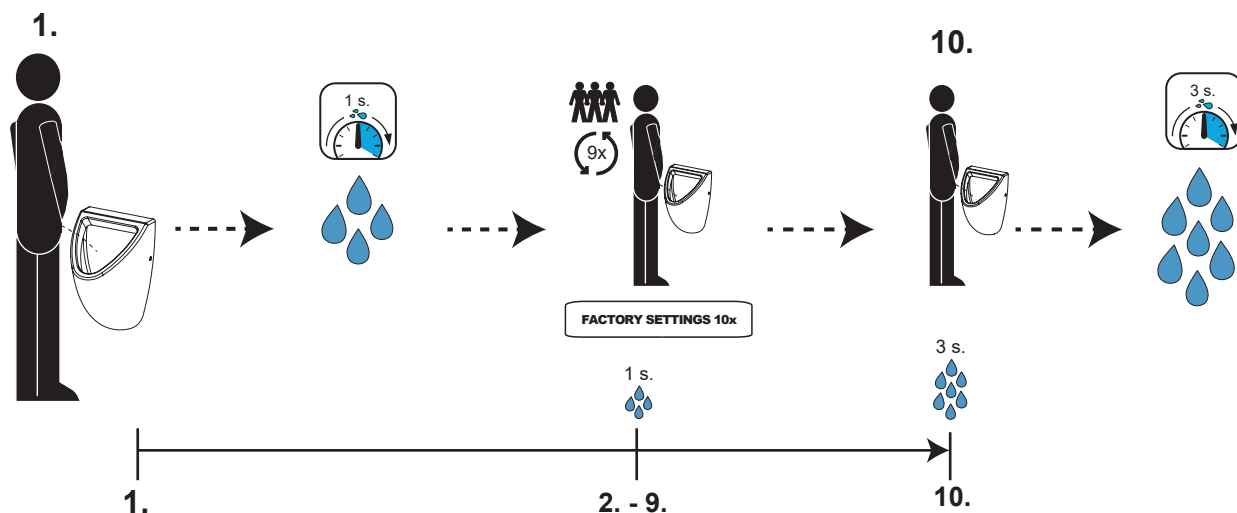 1.
1 s.
9x
FACTORY SETTINGS 10x
10.
3 s.
1 s.
3 s.
1.
2. - 9.
10.